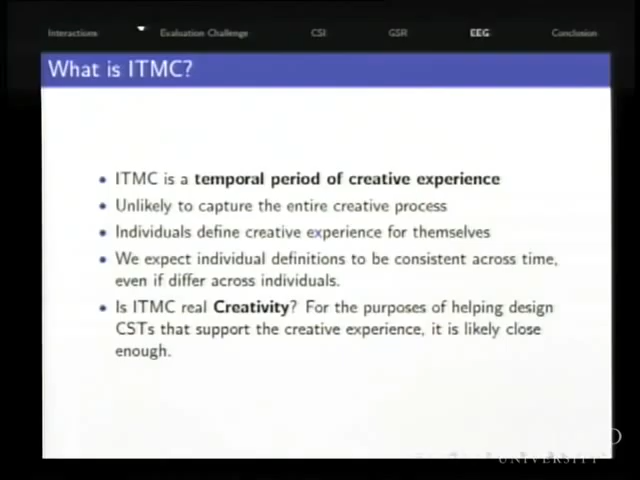 Interactions Evaluation Challenge CSI GSR EEG Conclusion
What is ITMC?
• ITMC is a temporal period of creative experience
• Unlikely to capture the entire creative process
• Individuals define creative experience for themselves
• We expect individual definitions to be consistent across time,
even if differ across individuals.
• Is ITMC real Creativity? For the purposes of helping design
CSTs that support the creative experience, it is likely close
enough.
UNIVERSITY